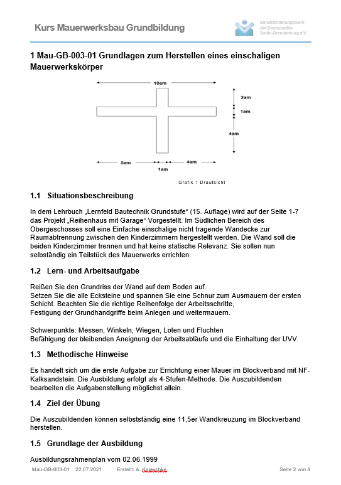 Kurs Mauerwerksbau Grundbildung
1 Mau-GB-003-01 Grundlagen zum Herstellen eines einschaligen
Mauerwerkskörper
10am
2am
1am
4am
5am
4am
1am
Grafik 1 Draufsicht
1.1 Situationsbeschreibung
In dem Lehrbuch „Lernfeld Bautechnik Grundstufe“ (15. Auflage) wird auf der Seite 1-7
das Projekt „Reihenhaus mit Garage“ Vorgestellt. Im Südlichen Bereich des
Obergeschosses soll eine Einfache einschalige nicht tragende Wandecke zur
Raumabtrennung zwischen den Kinderzimmern hergestellt werden. Die Wand soll die
beiden Kinderzimmer trennen und hat keine statische Relevanz. Sie sollen nun
selbständig ein Teilstück des Mauerwerks errichten.
1.2 Lern- und Arbeitsaufgabe
Reißen Sie den Grundriss der Wand auf dem Boden auf.
Setzen Sie die alle Ecksteine und spannen Sie eine Schnur zum Ausmauern der ersten
Schicht. Beachten Sie die richtige Reihenfolge der Arbeitsschritte,
Festigung der Grundhandgriffe beim Anlegen und weitermauern.
Schwerpunkte: Messen, Winkeln, Wiegen, Loten und Fluchten
Befähigung der bleibenden Aneignung der Arbeitsabläufe und die Einhaltung der UVV.
1.3 Methodische Hinweise
Es handelt sich um die erste Aufgabe zur Errichtung einer Mauer im Blockverband mit NF-
Kalksandstein. Die Ausbildung erfolgt als 4-Stufen-Methode. Die Auszubildenden
bearbeiten die Aufgabenstellung möglichst allein.
1.4 Ziel der Übung
Die Auszubildenden können selbstständig eine 11,5er Wandkreuzung im Blockverband
herstellen.
1.5 Grundlage der Ausbildung
Ausbildungsrahmenplan vom 02.06.1999
Mau-GB-003-01 22.07.2021 Erstellt: A.
Seite 2 von 8